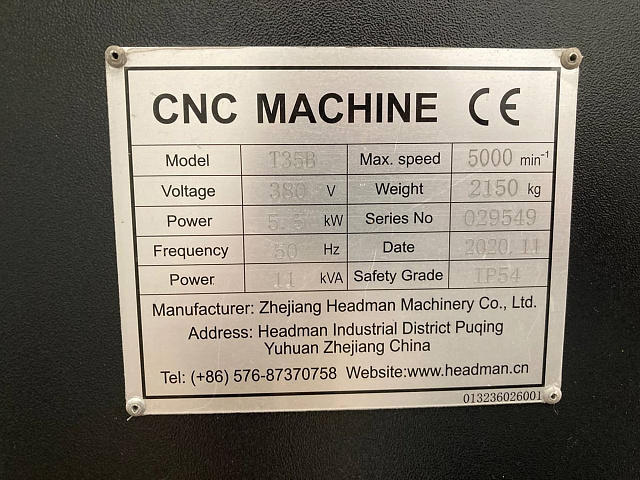 CNC MACHINE CE
Model T35B Max. speed 5000 min-1
Voltage 380 V Weight 2150 kg
Power 5.5 kW Series No 029549
Frequency 50 Hz Date 2020.11
Power 11 kVA Safety Grade IP54
Manufacturer: Zhejiang Headman Machinery Co., Ltd.
Address: Headman Industrial District Puqing
Yuhuan Zhejiang China
Tel: (+86) 576-87370758 Website:www.headman.cn
013236026001